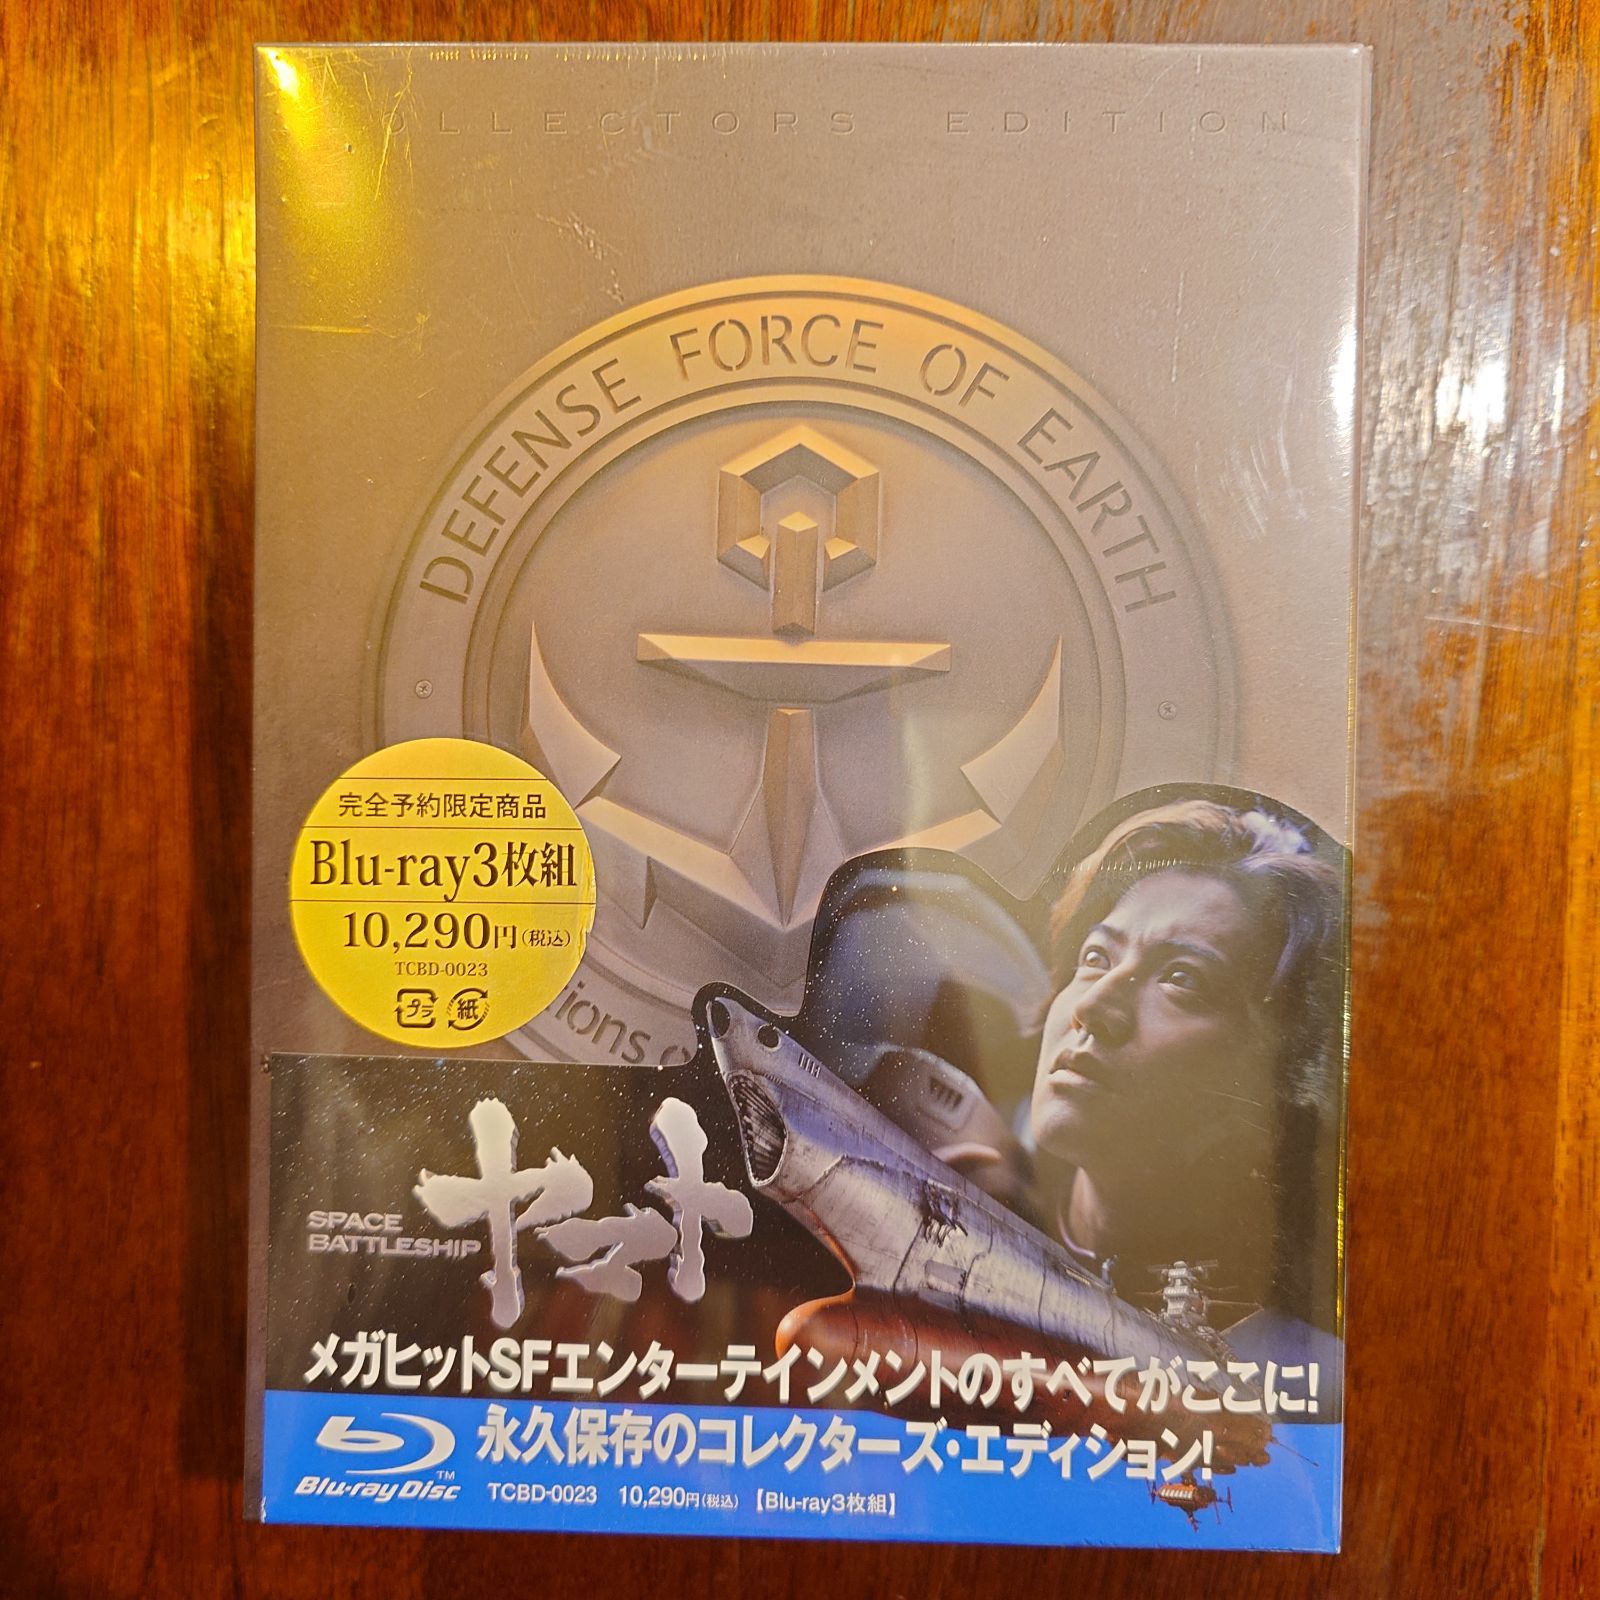 COLLECTORS EDITION
DEFENSE FORCE OF EARTH
完全予約限定商品
Blu-ray3枚組
10,290円(税込)
TCBD-0023
プラ 紙
ions o
SPACE
BATTLESHIP
ヤマト
メガヒットSFエンターテインメントのすべてがここに!
永久保存のコレクターズ・エディション!
Blu-ray Disc™
TCBD-0023 10,290円(税込)【Blu-ray3枚組】